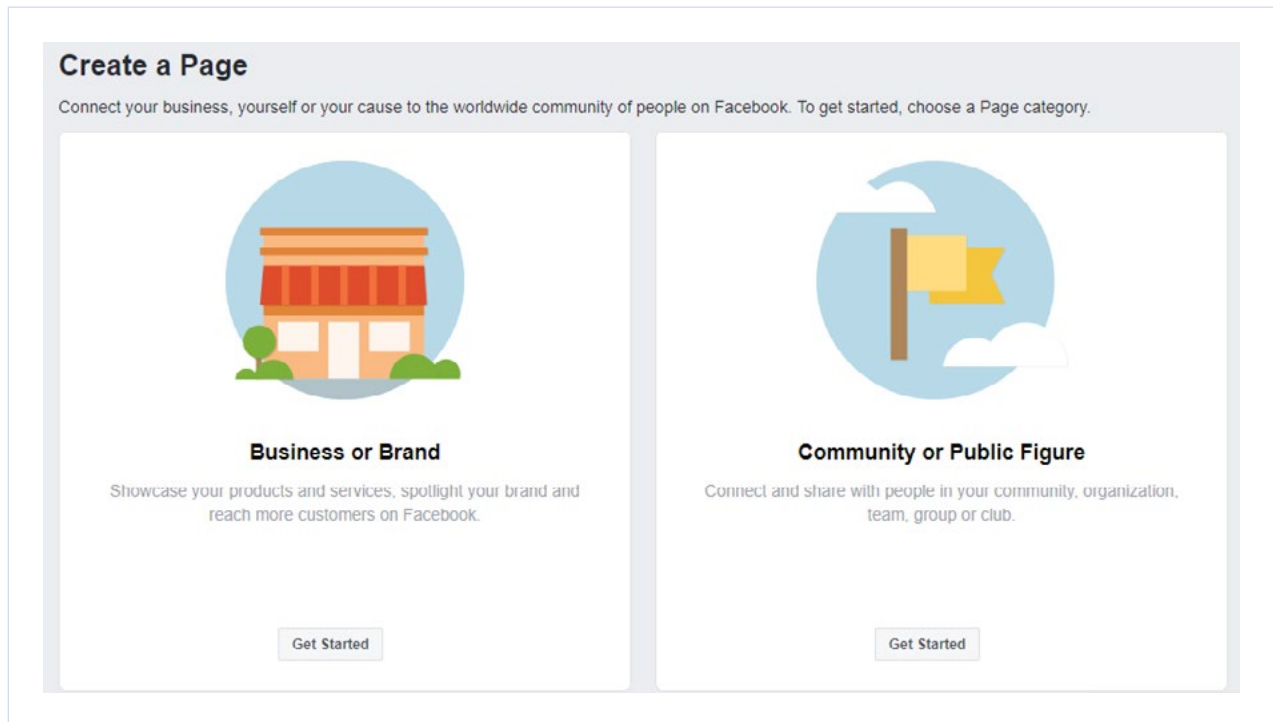 Create a Page
Connect your business, yourself or your cause to the worldwide community of people on Facebook. To get started, choose a Page category.
Business or Brand
Showcase your products and services, spotlight your brand and
reach more customers on Facebook.
Get Started
Community or Public Figure
Connect and share with people in your community, organization,
team, group or club.
Get Started